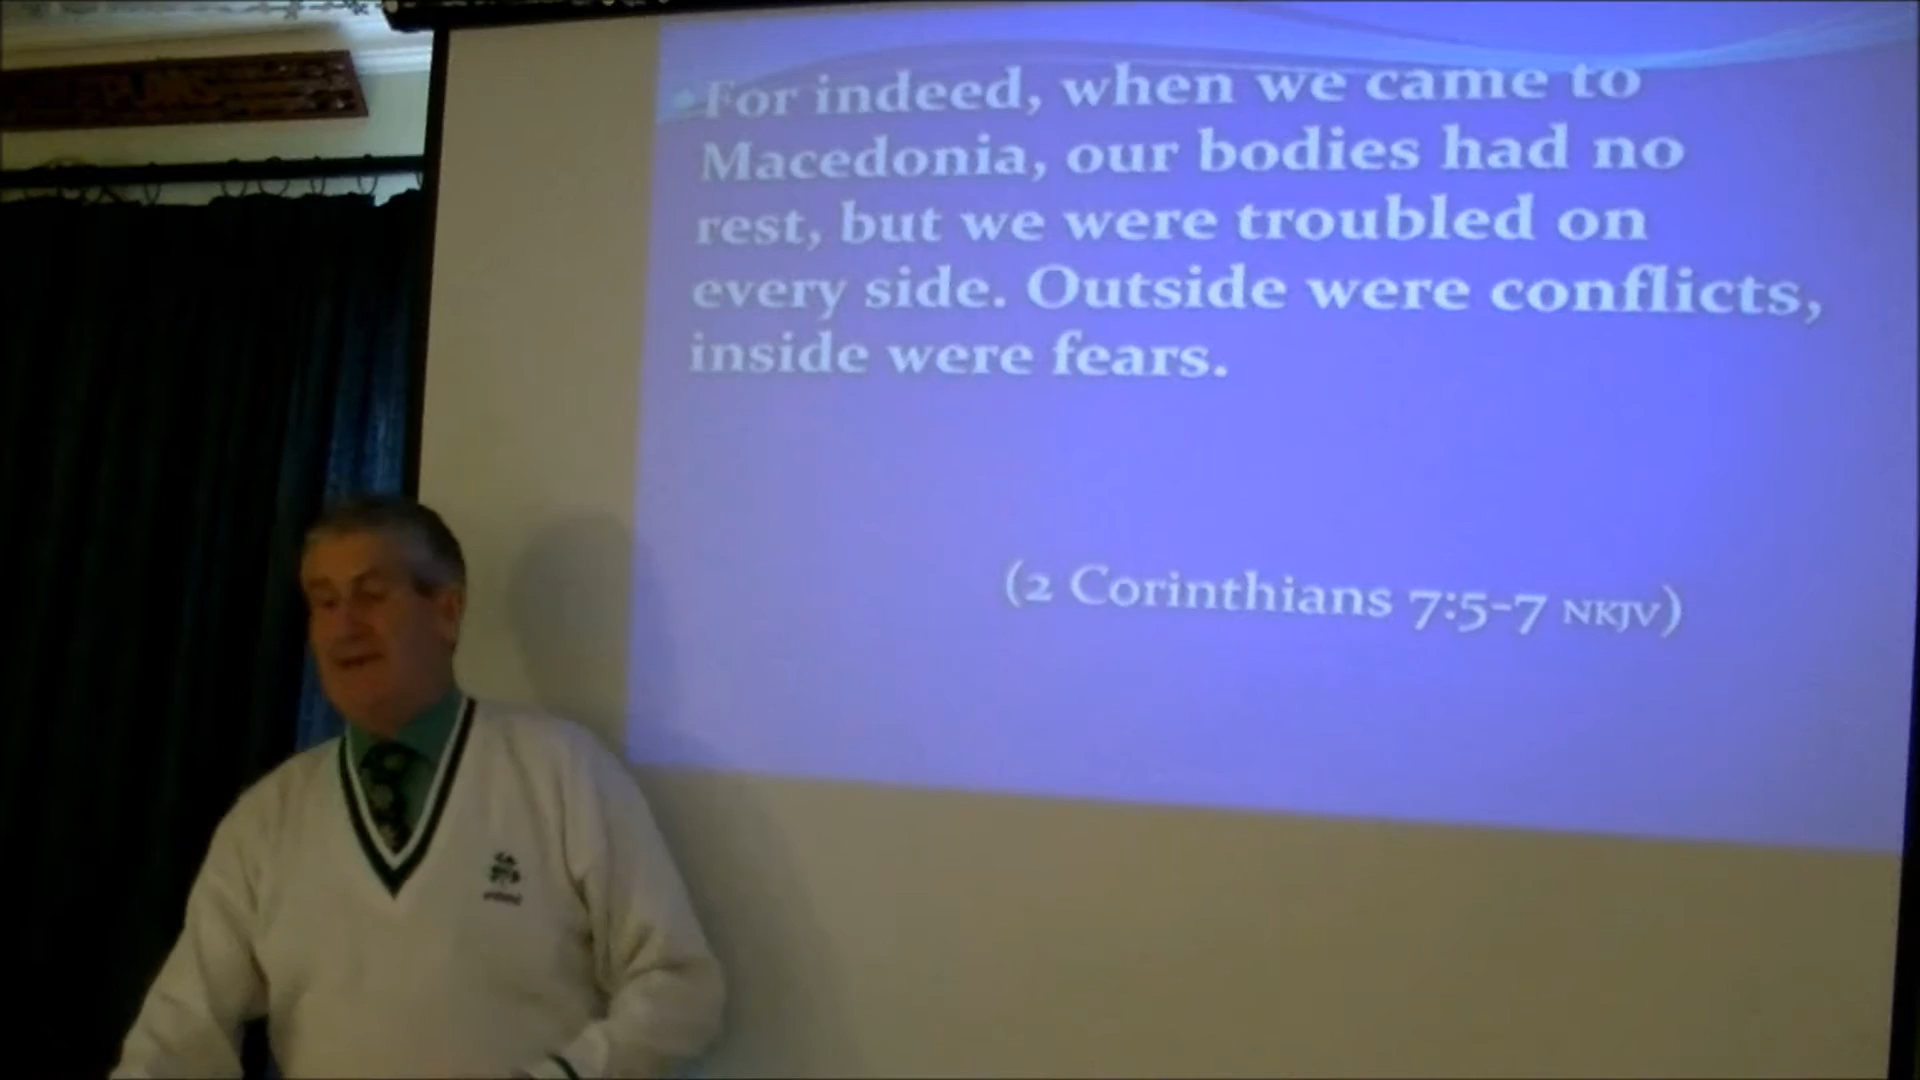 For indeed, when we came to
Macedonia, our bodies had no
rest, but we were troubled on
every side. Outside were conflicts,
inside were fears.
(2 Corinthians 7:5-7 NKJV)